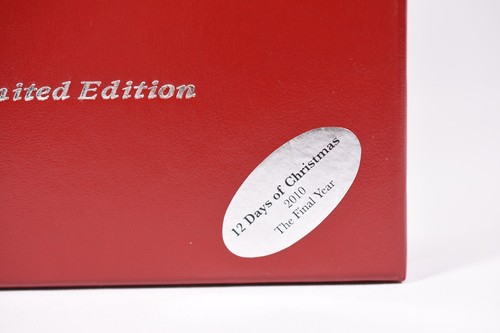 mited Edition
12 Days of Christmas
2010
The Final Year